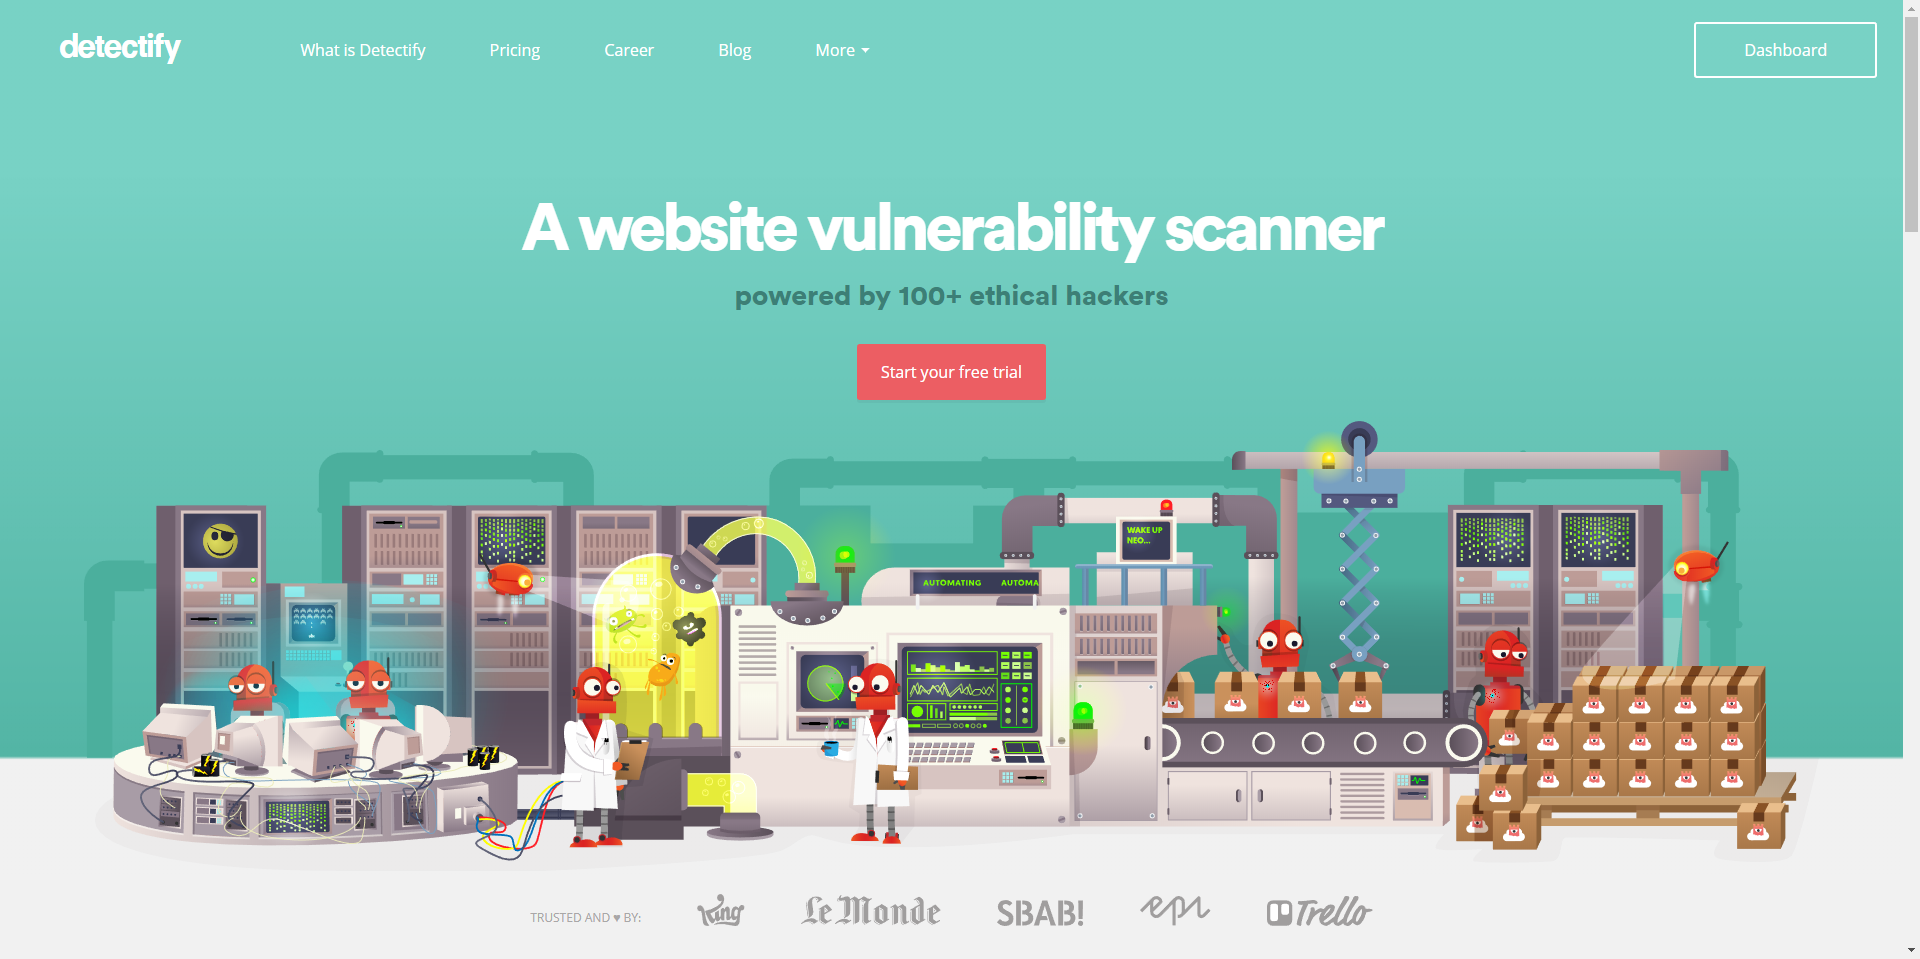 detectify
What is Detectify
Pricing
Career
Blog
More
Dashboard
A website vulnerability scanner
powered by 100+ ethical hackers
Start your free trial
WAKE UP
NEO...
AUTOMATING AUTOMA
TRUSTED AND ♥ BY:
King
Le Monde
SBAB!
epi
Trello